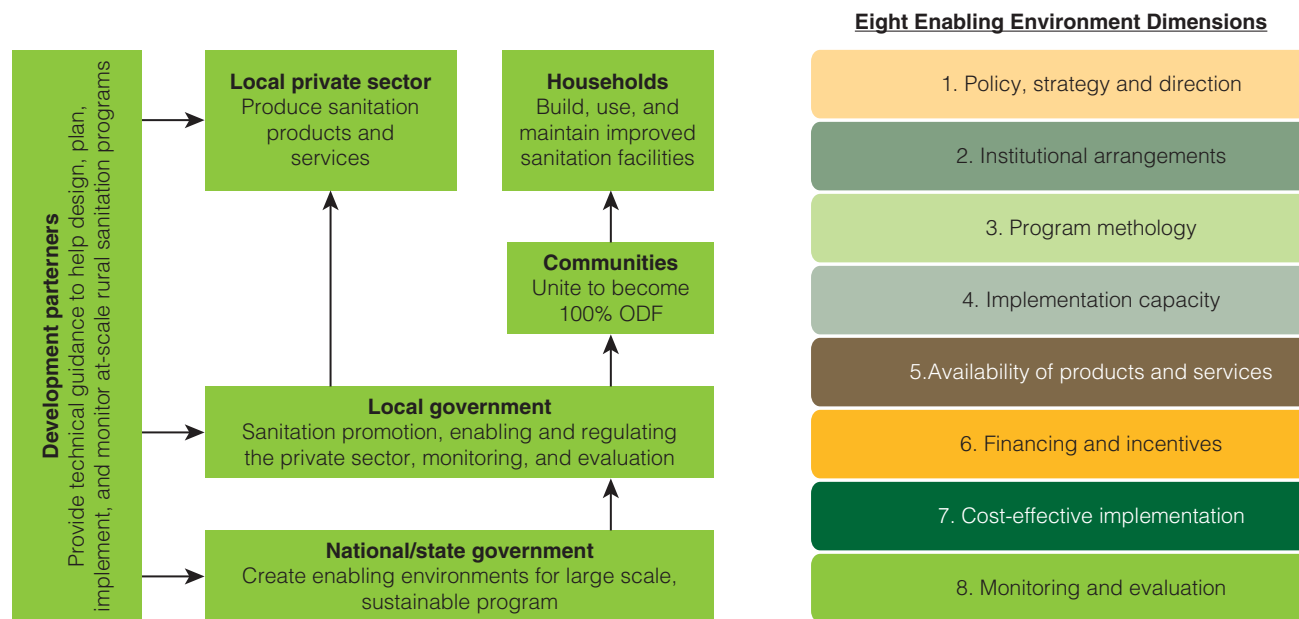 Development parterners
Provide technical guidance to help design, plan,
implement, and monitor at-scale rural sanitation programs
Local private sector
Produce sanitation
products and
services
Households
Build, use, and
maintain improved
sanitation facilities
Communities
Unite to become
100% ODF
Local government
Sanitation promotion, enabling and regulating
the private sector, monitoring, and evaluation
National/state government
Create enabling environments for large scale,
sustainable program
Eight Enabling Environment Dimensions
1. Policy, strategy and direction
2. Institutional arrangements
3. Program methology
4. Implementation capacity
5.Availability of products and services
6. Financing and incentives
7. Cost-effective implementation
8. Monitoring and evaluation